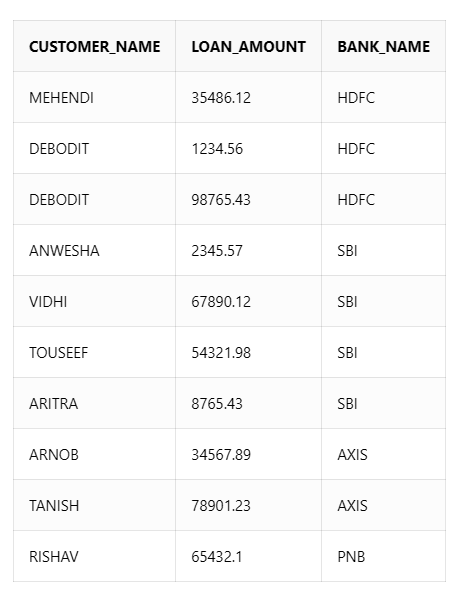 CUSTOMER_NAME LOAN_AMOUNT BANK_NAME
MEHENDI 35486.12 HDFC
DEBODIT 1234.56 HDFC
DEBODIT 98765.43 HDFC
ANWESHA 2345.57 SBI
VIDHI 67890.12 SBI
TOUSEEF 54321.98 SBI
ARITRA 8765.43 SBI
ARNOB 34567.89 AXIS
TANISH 78901.23 AXIS
RISHAV 65432.1 PNB